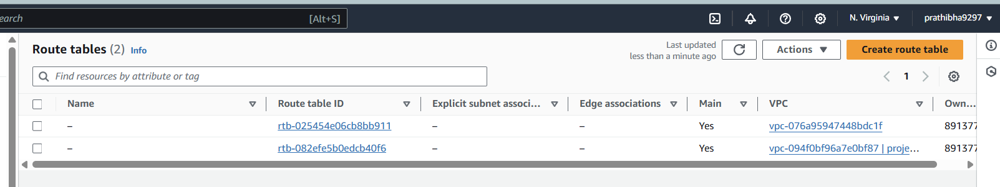 earch [Alt+S] N. Virginia prathibha9297
Route tables (2) Info Last updated less than a minute ago Actions Create route table
Find resources by attribute or tag 1
Name Route table ID Explicit subnet associ... Edge associations Main VPC Own...
– rtb-025454e06cb8bb911 – – Yes vpc-076a95947448bdc1f 891377
– rtb-082efe5b0edcb40f6 – – Yes vpc-094f0bf96a7e0bf87 | proje... 891377